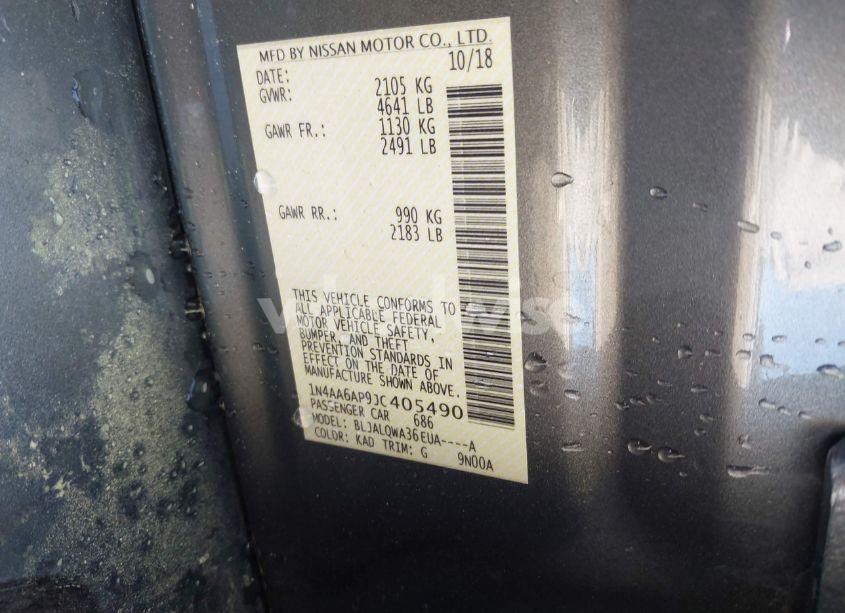 MFD BY NISSAN MOTOR CO., LTD.
DATE: 10/18
GVWR: 2105 KG
4641 LB
GAWR FR.: 1130 KG
2491 LB
GAWR RR.: 990 KG
2183 LB
THIS VEHICLE CONFORMS TO
ALL APPLICABLE FEDERAL
MOTOR VEHICLE SAFETY,
BUMPER, AND THEFT
PREVENTION STANDARDS IN
EFFECT ON THE DATE OF
MANUFACTURE SHOWN ABOVE.
1N4AA6AP9JC405490
PASSENGER CAR 686
MODEL: BLJALOWA36EUA----A
COLOR: KAD TRIM: G 9N00A